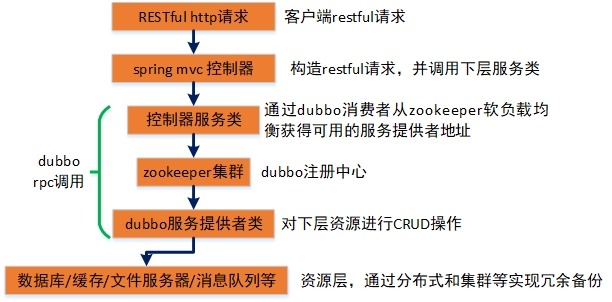 RESTful http请求
客户端restful请求
spring mvc 控制器
构造restful请求，并调用下层服务类
控制器服务类
通过dubbo消费者从zookeeper软负载均
衡获得可用的服务提供者地址
dubbo
rpc调用
zookeeper集群
dubbo注册中心
dubbo服务提供者类
对下层资源进行CRUD操作
数据库/缓存/文件服务器/消息队列等
资源层，通过分布式和集群等实现冗余备份